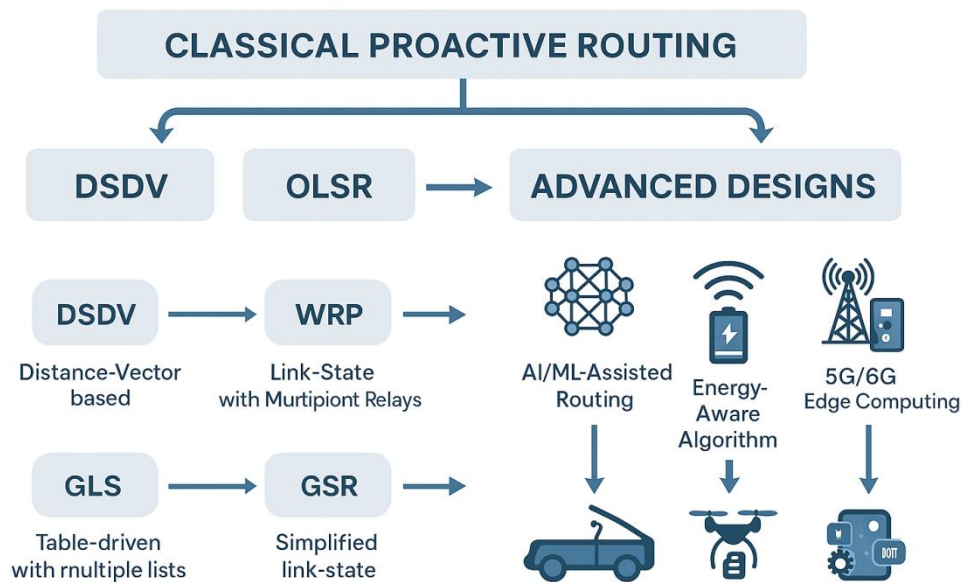 CLASSICAL PROACTIVE ROUTING
DSDV
OLSR
ADVANCED DESIGNS
DSDV
WRP
Distance-Vector
based
Link-State
with Murtipiont Relays
AI/ML-Assisted
Routing
Energy-
Aware
Algorithm
5G/6G
Edge Computing
GLS
GSR
Table-driven
with rnultiple lists
Simplified
link-state
DOTT